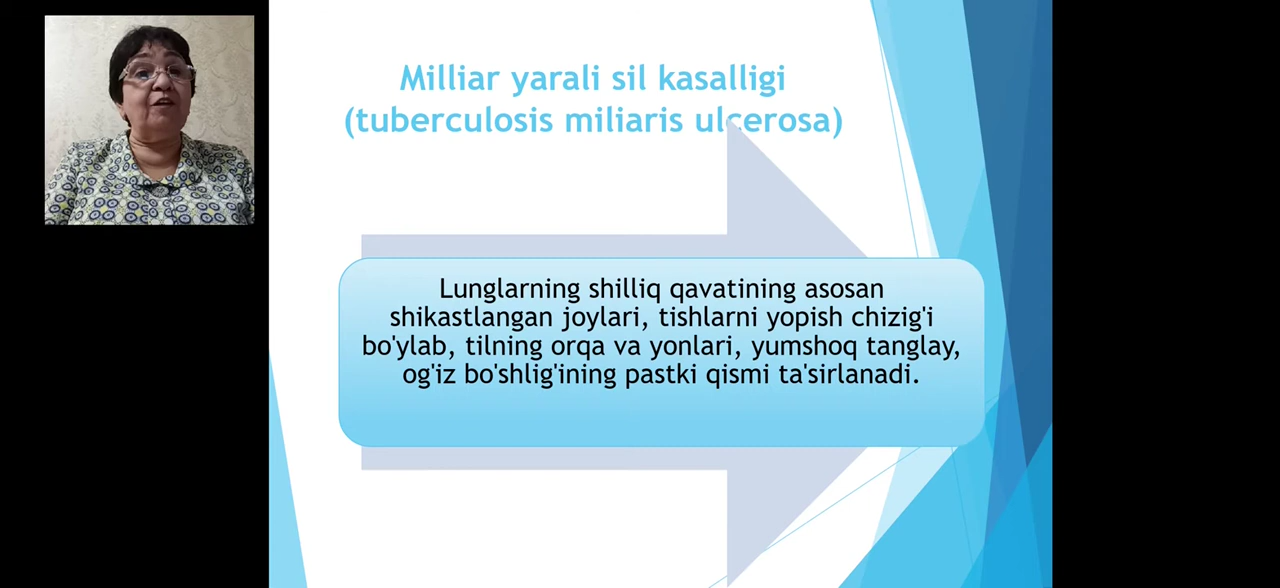 Milliar yarali sil kasalligi
(tuberculosis miliaris ulcerosa)
Lunglarning shilliq qavatining asosan
shikastlangan joylari, tishlarni yopish chizig'i
bo'ylab, tilning orqa va yonlari, yumshoq tanglay,
og'iz bo'shlig'ining pastki qismi ta'sirlanadi.